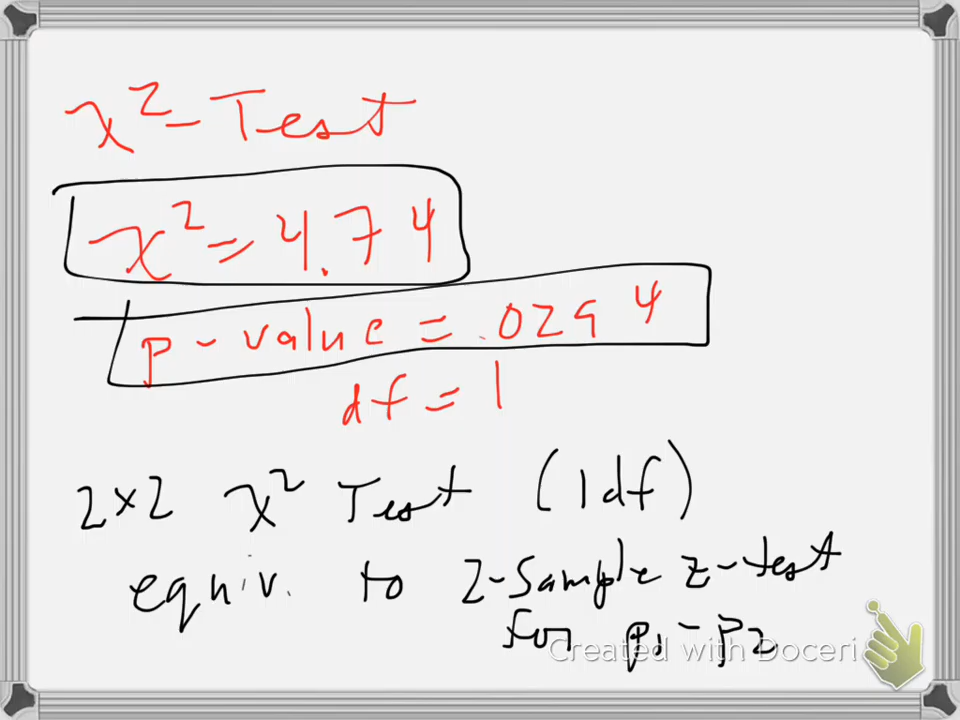 χ²-Test
χ² = 4.74
p-value = .0294
df = 1
2×2 χ² Test (1df)
equiv. to 2-Sample z-test
for p₁-p₂
Created with Doceri